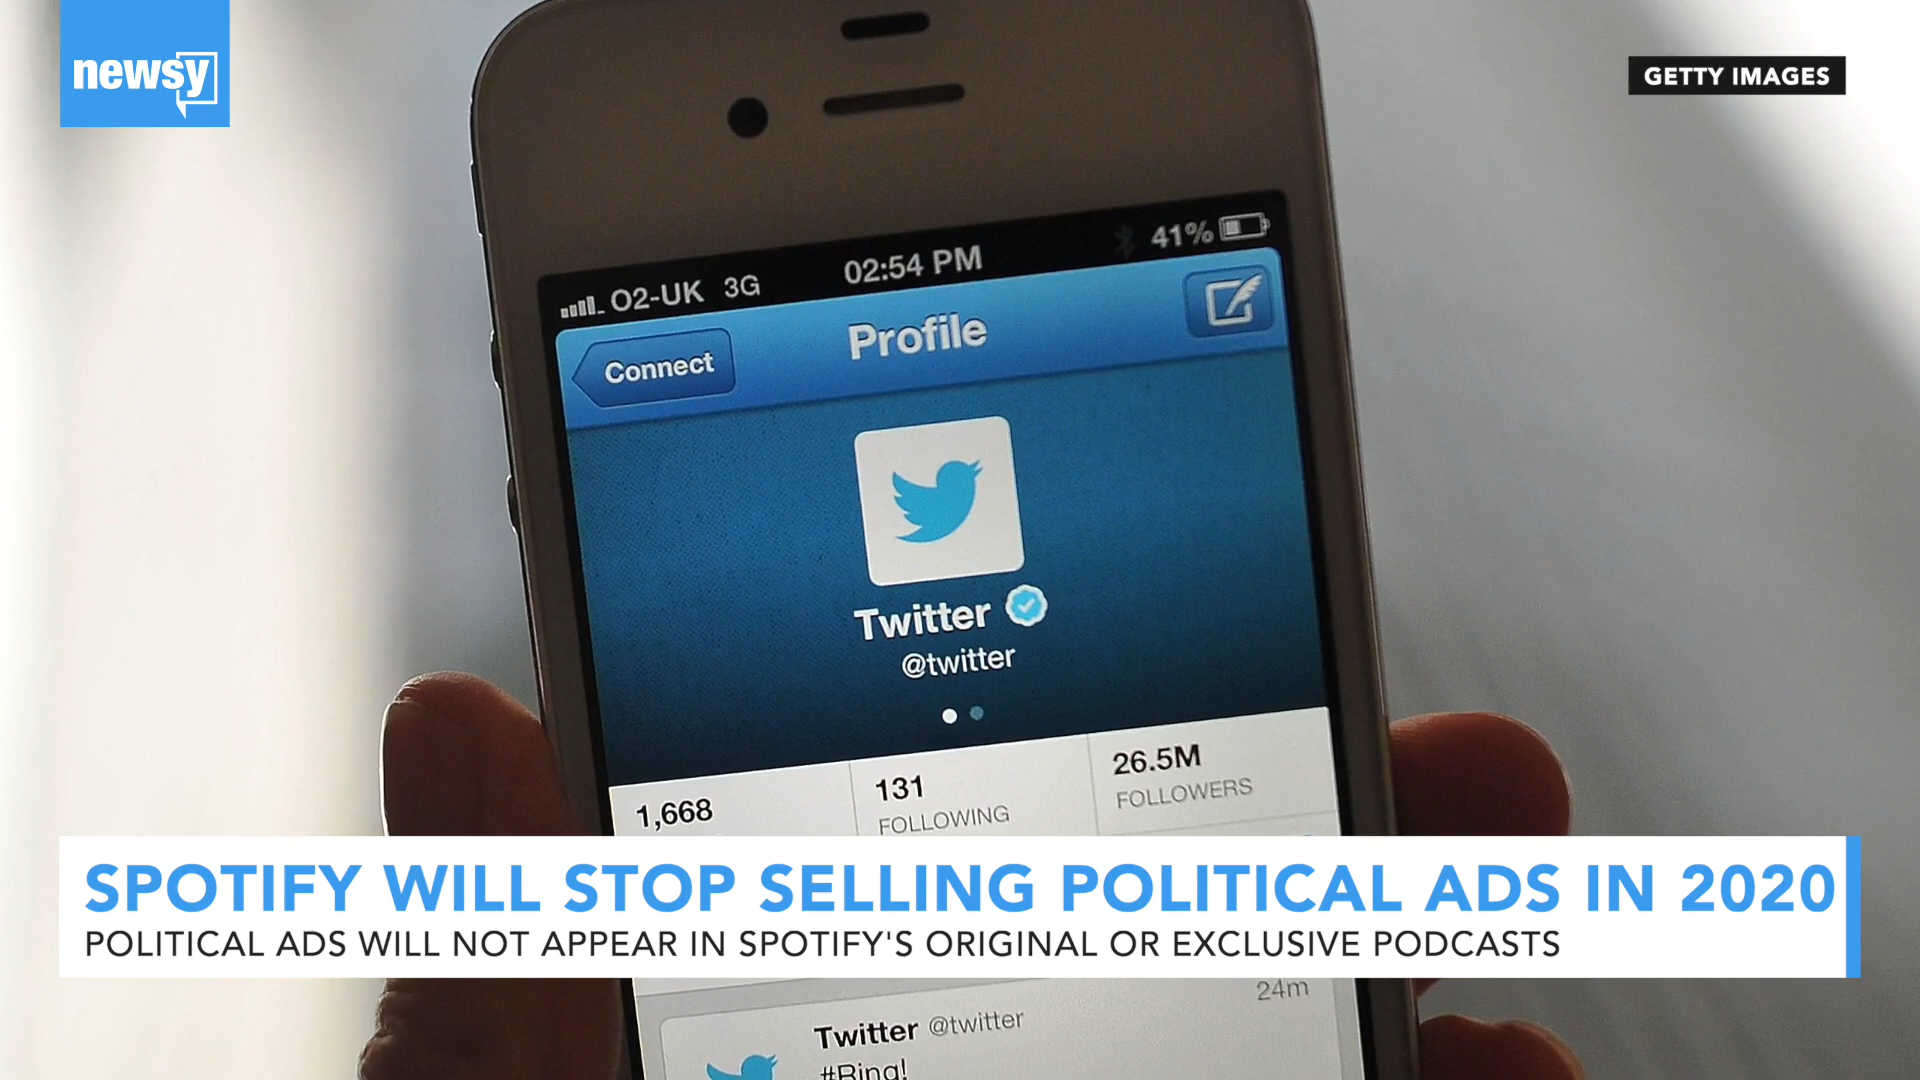 newsy
GETTY IMAGES
O2-UK 3G 02:54 PM 41%
Connect
Profile
Twitter
@twitter
1,668
131
FOLLOWING
26.5M
FOLLOWERS
SPOTIFY WILL STOP SELLING POLITICAL ADS IN 2020
POLITICAL ADS WILL NOT APPEAR IN SPOTIFY'S ORIGINAL OR EXCLUSIVE PODCASTS
24m
Twitter @twitter
#Ring!